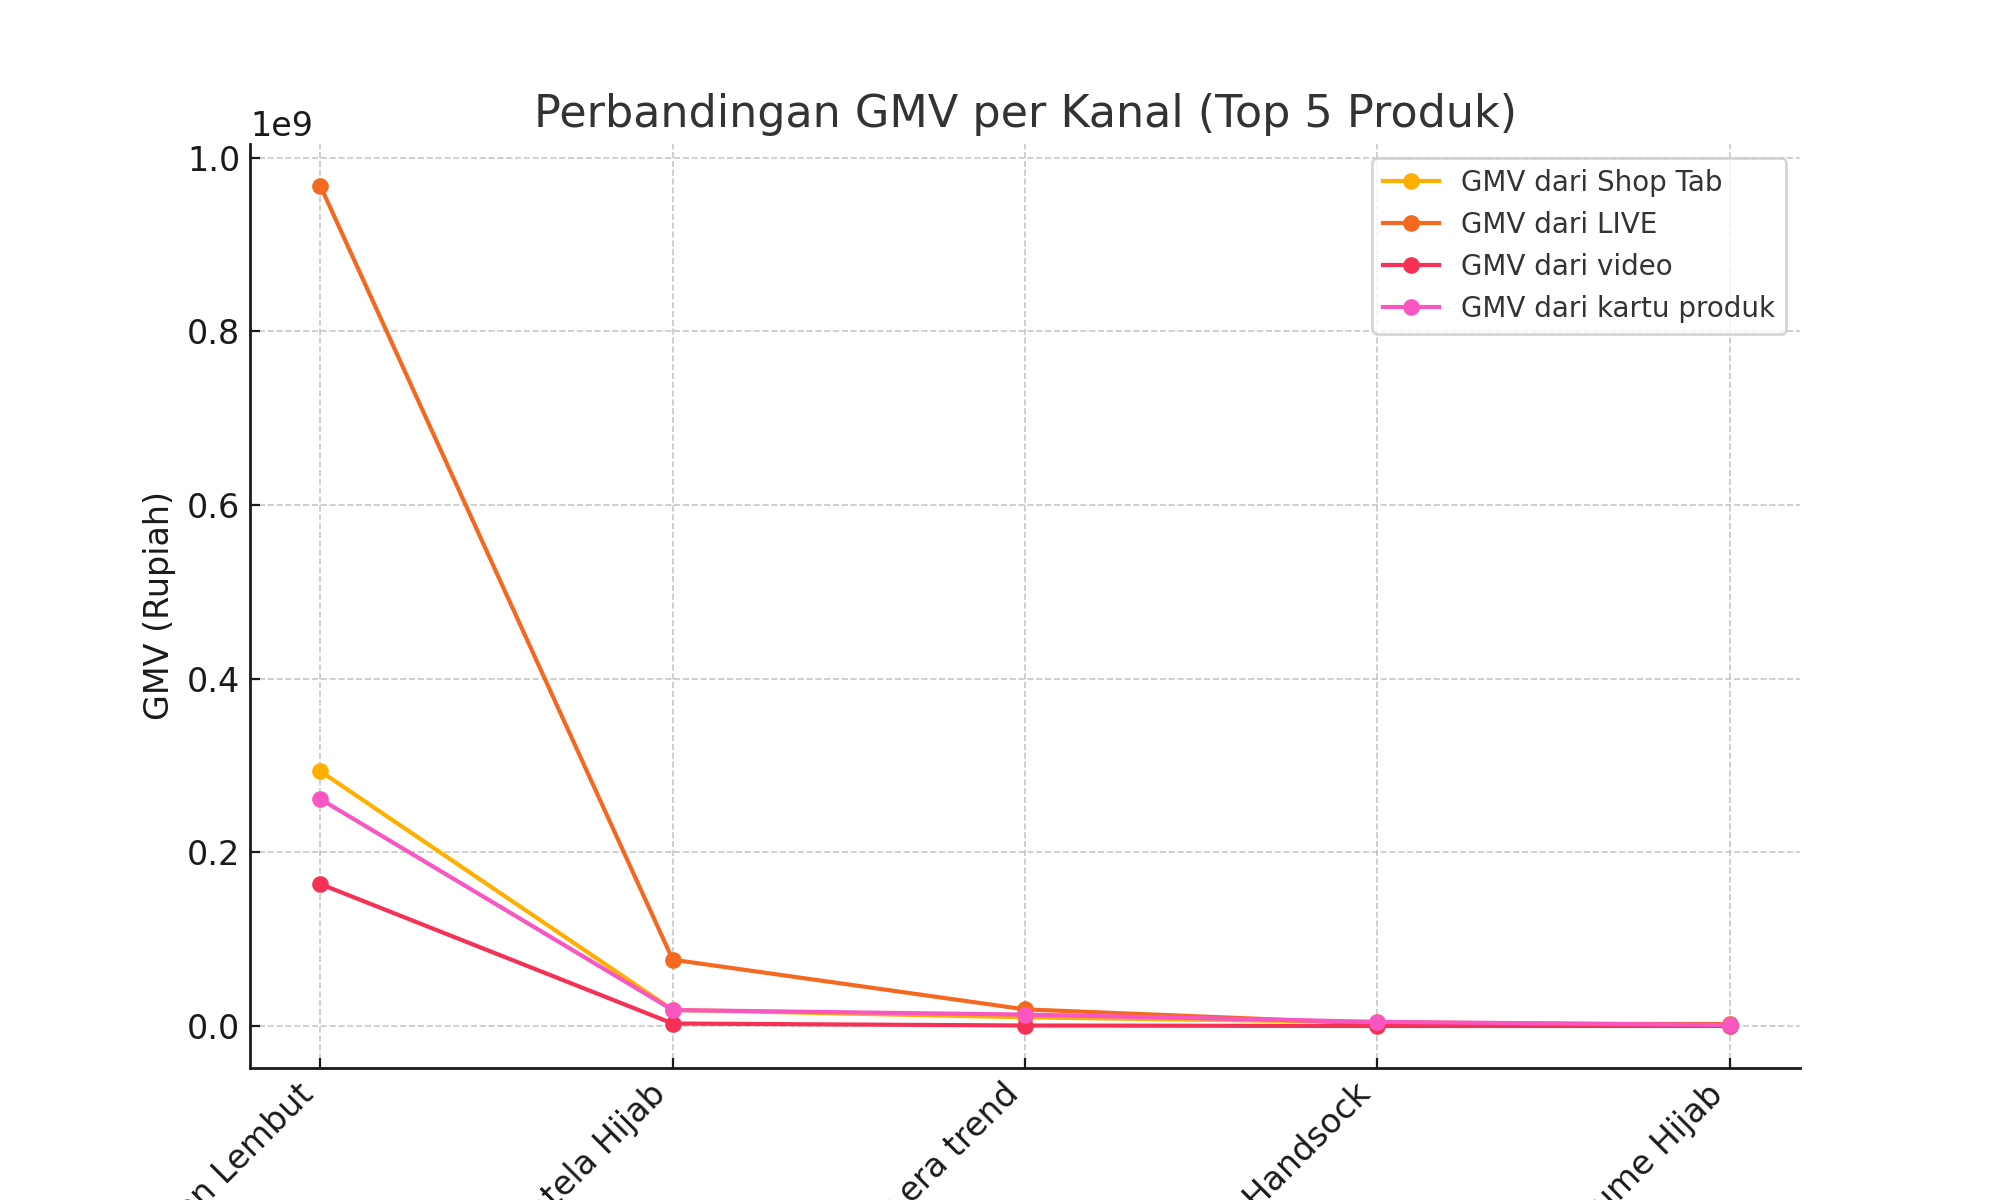 Perbandingan GMV per Kanal (Top 5 Produk)
1e9
1.0
0.8
0.6
0.4
0.2
0.0
GMV (Rupiah)
GMV dari Shop Tab
GMV dari LIVE
GMV dari video
GMV dari kartu produk
Lembut
Hijab
trend
Handsock
Hijab